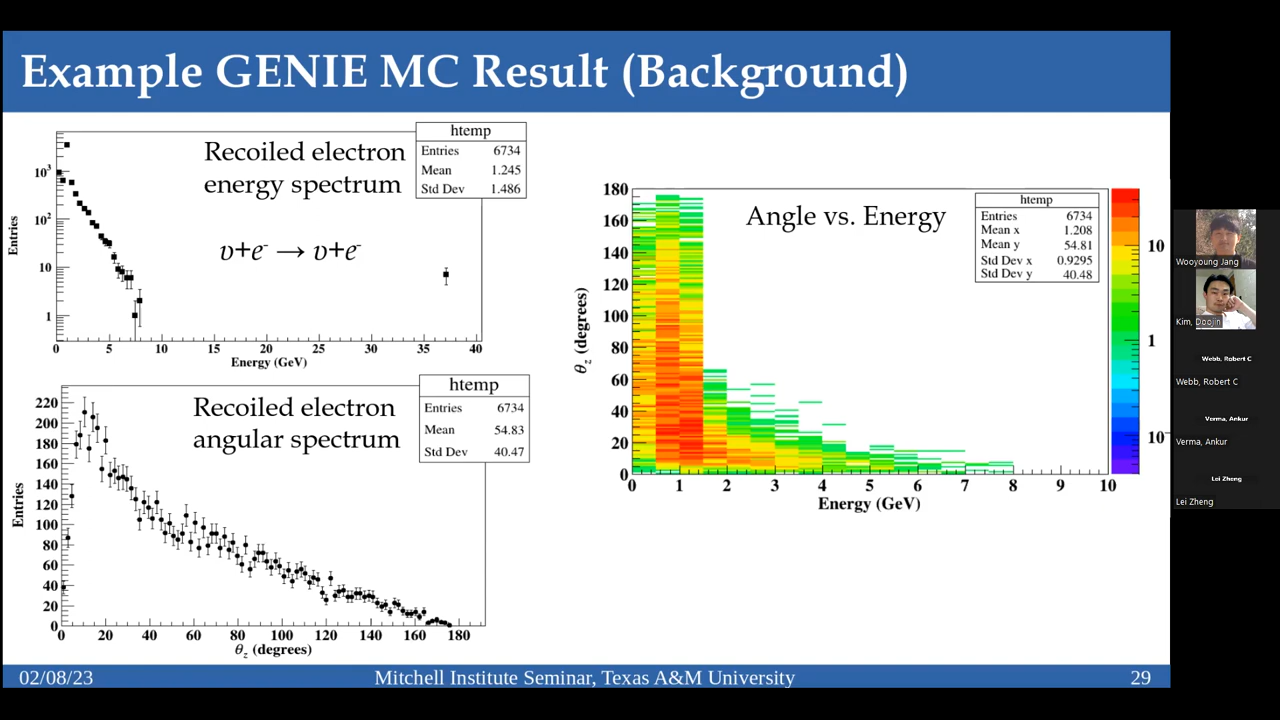 Example GENIE MC Result (Background)
Recoiled electron
energy spectrum
υ+e⁻ → υ+e⁻
htemp
Entries 6734
Mean 1.245
Std Dev 1.486
Entries
10³
10²
10
1
0 5 10 15 20 25 30 35 40
Energy (GeV)
Recoiled electron
angular spectrum
htemp
Entries 6734
Mean 54.83
Std Dev 40.47
Entries
220
200
180
160
140
120
100
80
60
40
20
0
0 20 40 60 80 100 120 140 160 180
θz (degrees)
Angle vs. Energy
htemp
Entries 6734
Mean x 1.208
Mean y 54.81
Std Dev x 0.9295
Std Dev y 40.48
θz (degrees)
180
160
140
120
100
80
60
40
20
0
0 1 2 3 4 5 6 7 8 9 10
Energy (GeV)
10
1
10⁻
02/08/23 Mitchell Institute Seminar, Texas A&M University 29
Wooyoung Jang
Kim, Doojin
Webb, Robert C
Webb, Robert C
Verma, Ankur
Verma, Ankur
Lei Zheng
Lei Zheng